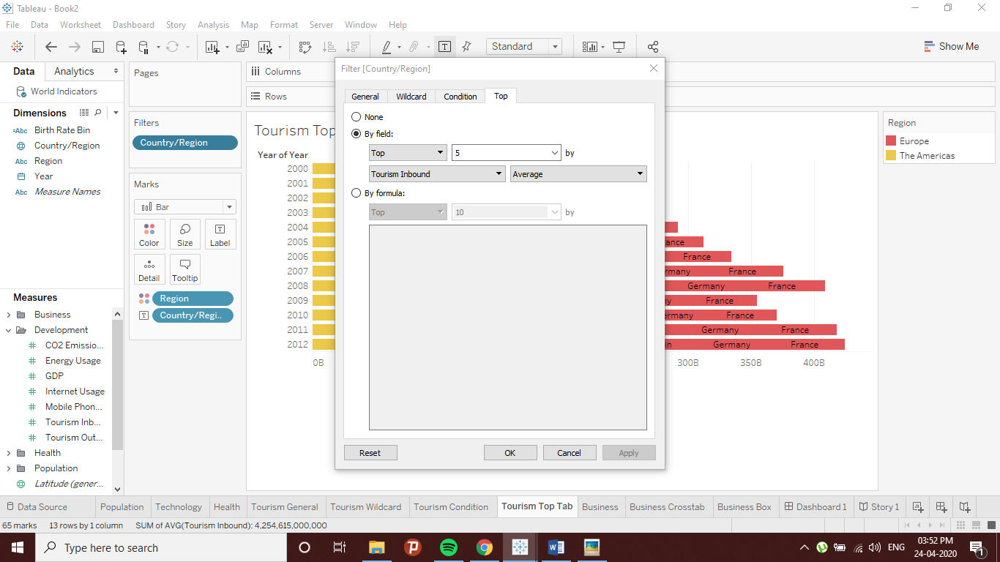 Tableau - Book2
File Data Worksheet Dashboard Story Analysis Map Format Server Window Help
Standard
Show Me
Data Analytics
World Indicators
Dimensions
=Abc Birth Rate Bin
Country/Region
Abc Region
Year
Abc Measure Names
Measures
Business
Development
CO2 Emissio...
Energy Usage
GDP
Internet Usage
Mobile Phon...
Tourism Inb...
Tourism Out...
Health
Population
Latitude (gener...
Pages
Filters
Country/Region
Marks
Bar
Color Size Label
Detail Tooltip
Region
Country/Regi..
Columns
Rows
Tourism Top
Year of Year
2000
2001
2002
2003
2004
2005 ance
2006 France
2007 rmany France
2008 Germany France
2009 y France
2010 ermany France
2011 Germany France
2012 in Germany France
0B 300B 350B 400B
Filter [Country/Region]
General Wildcard Condition Top
None
By field:
Top 5 by
Tourism Inbound Average
By formula:
Top 10 by
Reset OK Cancel Apply
Region
Europe
The Americas
Data Source Population Technology Health Tourism General Tourism Wildcard Tourism Condition Tourism Top Tab Business Business Crosstab Business Box Dashboard 1 Story 1
65 marks 13 rows by 1 column SUM of AVG(Tourism Inbound): 4,254,615,000,000
Type here to search
ENG
03:52 PM
24-04-2020
1